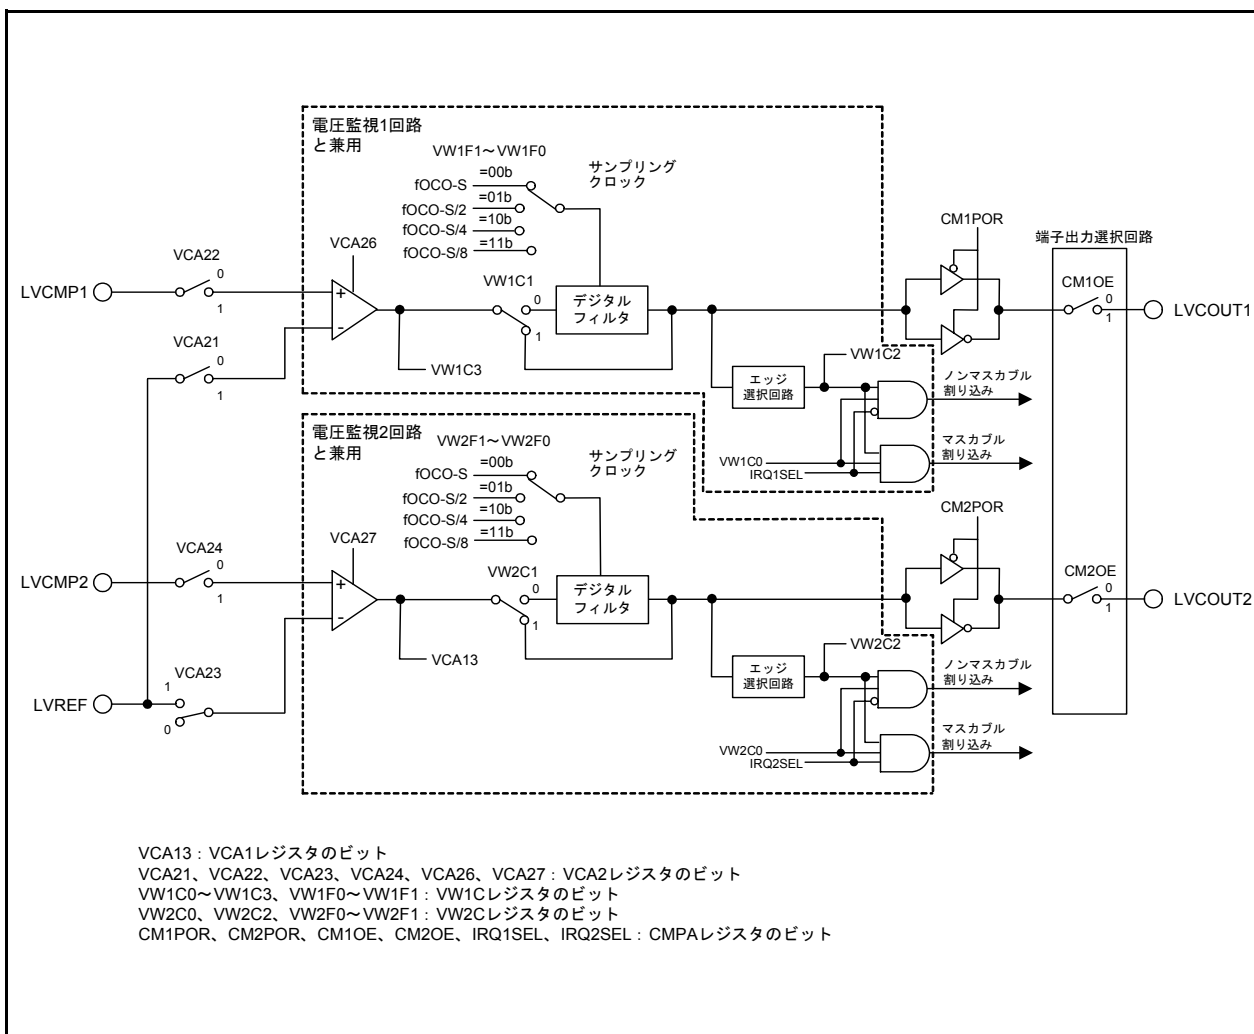 電圧監視1回路
と兼用
VW1F1～VW1F0
サンプリング
クロック
fOCO-S
=00b
fOCO-S/2
=01b
fOCO-S/4
=10b
fOCO-S/8
=11b
CM1POR
端子出力選択回路
VCA22
0
1
VCA26
LVCMP1
+
-
VW1C1
0
1
デジタル
フィルタ
CM1OE
0
1
LVCOUT1
VCA21
0
1
VW1C3
VW1C2
エッジ
選択回路
ノンマスカブル
割り込み
マスカブル
割り込み
VW1C0
IRQ1SEL
電圧監視2回路
と兼用
VW2F1～VW2F0
サンプリング
クロック
fOCO-S
=00b
fOCO-S/2
=01b
fOCO-S/4
=10b
fOCO-S/8
=11b
CM2POR
VCA24
0
1
VCA27
LVCMP2
+
-
VW2C1
0
1
デジタル
フィルタ
CM2OE
0
1
LVCOUT2
VCA13
VCA23
1
0
LVREF
VW2C2
エッジ
選択回路
ノンマスカブル
割り込み
マスカブル
割り込み
VW2C0
IRQ2SEL
VCA13 : VCA1レジスタのビット
VCA21、VCA22、VCA23、VCA24、VCA26、VCA27 : VCA2レジスタのビット
VW1C0～VW1C3、VW1F0～VW1F1 : VW1Cレジスタのビット
VW2C0、VW2C2、VW2F0～VW2F1 : VW2Cレジスタのビット
CM1POR、CM2POR、CM1OE、CM2OE、IRQ1SEL、IRQ2SEL : CMPAレジスタのビット